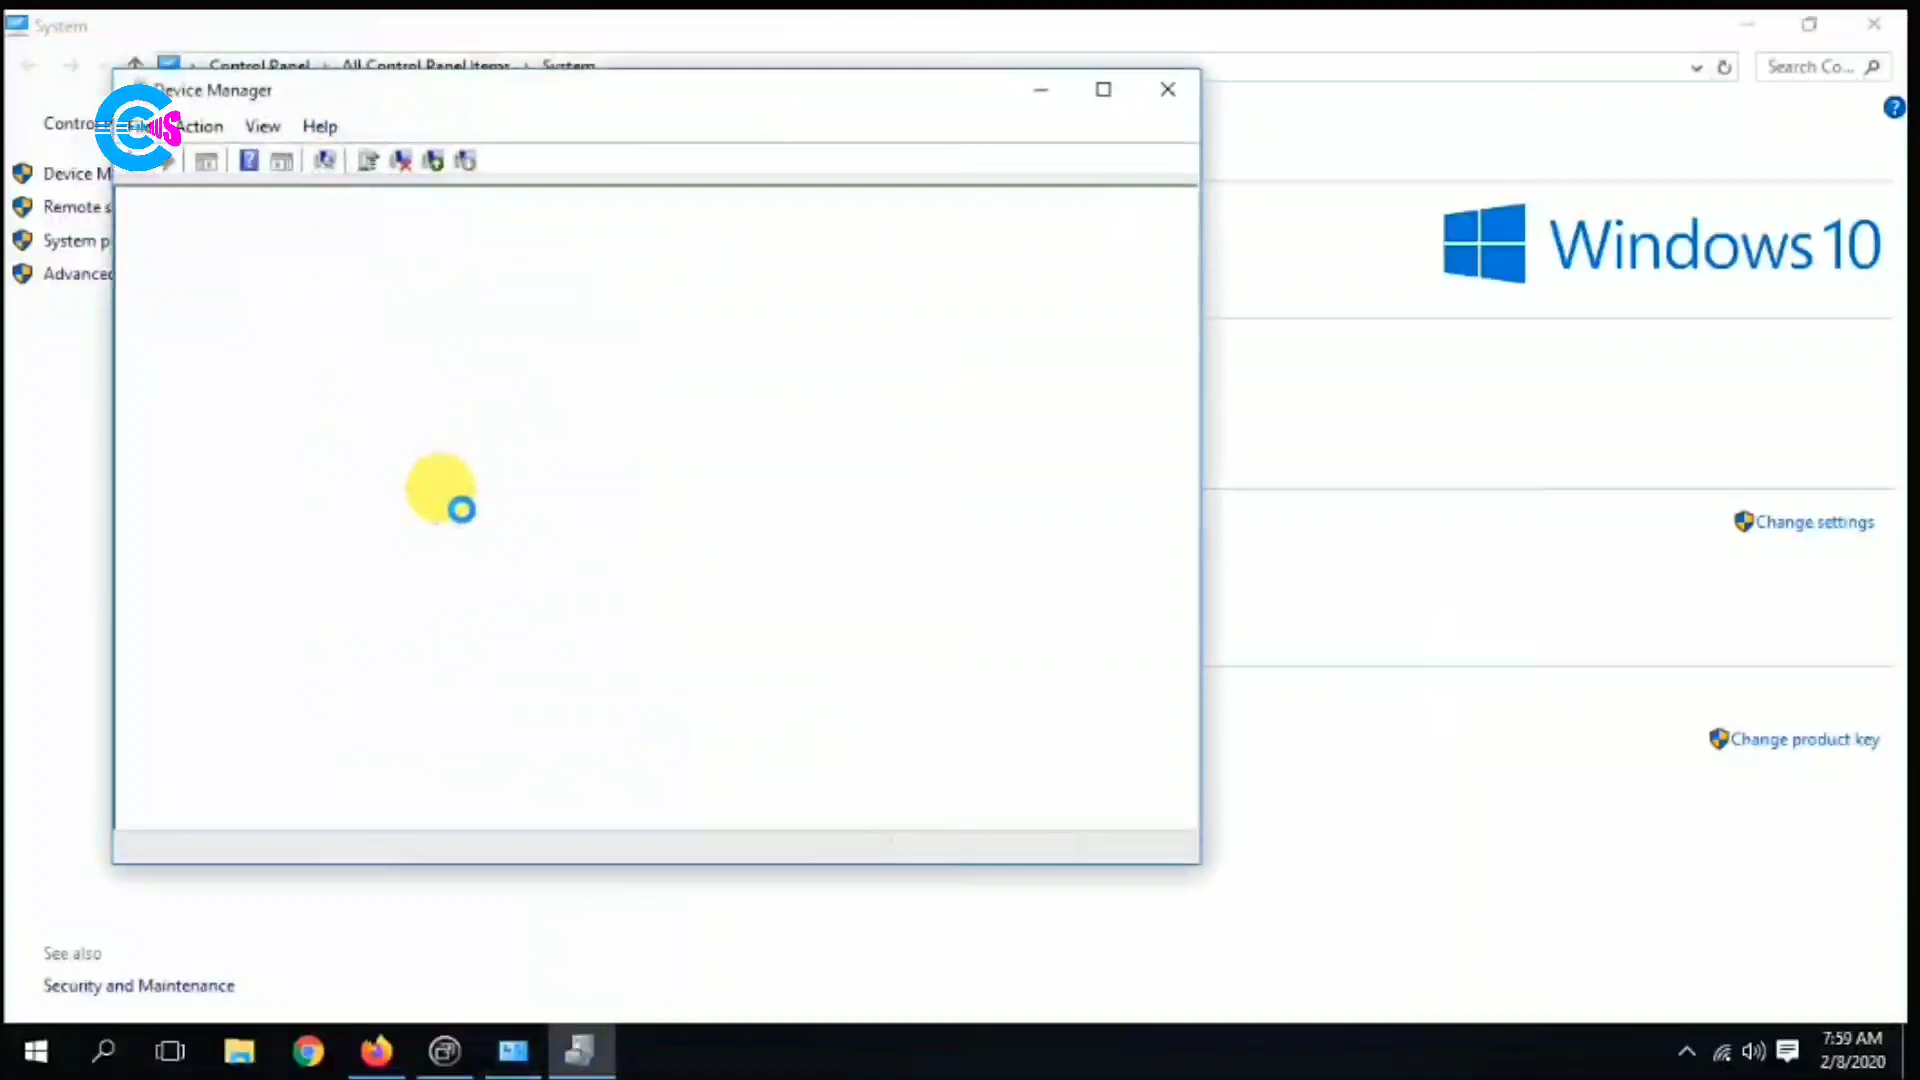 System
Control Panel › All Control Panel Items › System
Search Co...
Device Manager
Action View Help
Device M
Remote s
System p
Advanced
Windows 10
Change settings
Change product key
See also
Security and Maintenance
7:59 AM
2/8/2020